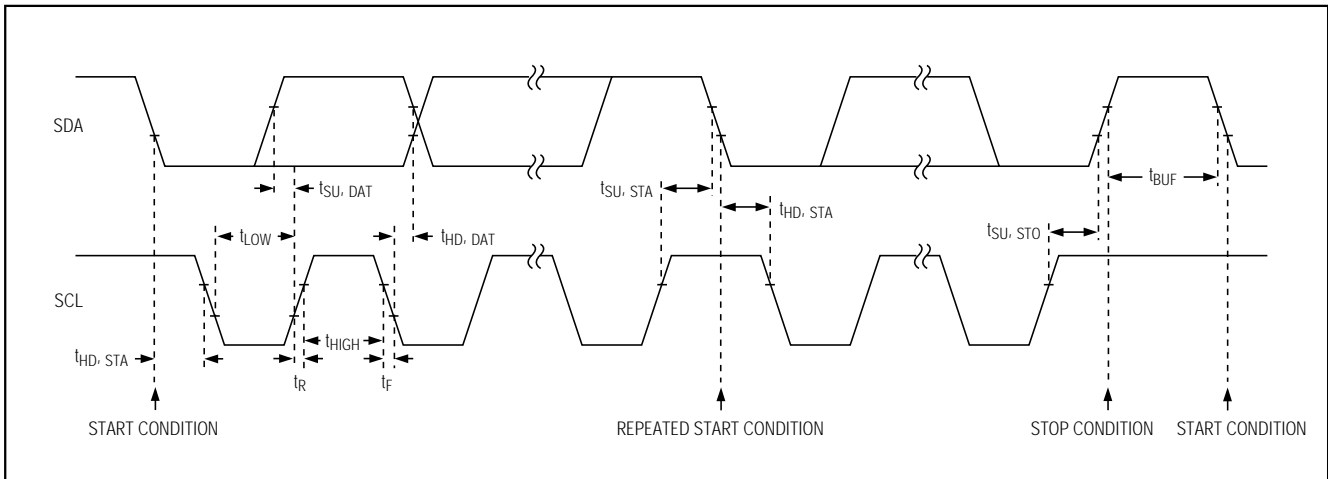 SDA
tSU, DAT
tSU, STA
tHD, STA
tBUF
tLOW
tHD, DAT
tSU, STO
SCL
tHIGH
tHD, STA
tR
tF
START CONDITION
REPEATED START CONDITION
STOP CONDITION
START CONDITION